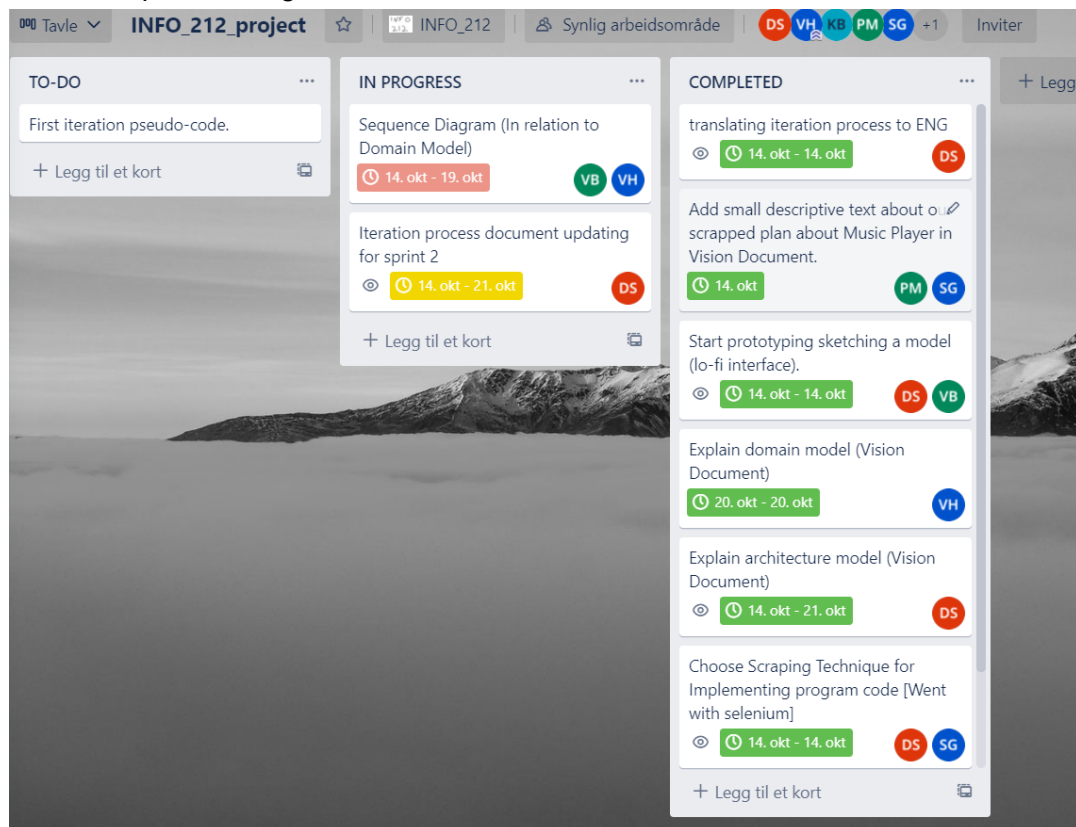 Tavle INFO_212_project INFO_212 Synlig arbeidsområde DS VH KB PM SG +1 Inviter
TO-DO
First iteration pseudo-code.
+ Legg til et kort
IN PROGRESS
Sequence Diagram (In relation to
Domain Model)
14. okt - 19. okt VB VH
Iteration process document updating
for sprint 2
14. okt - 21. okt DS
+ Legg til et kort
COMPLETED
translating iteration process to ENG
14. okt - 14. okt DS
Add small descriptive text about our
scrapped plan about Music Player in
Vision Document.
14. okt PM SG
Start prototyping sketching a model
(lo-fi interface).
14. okt - 14. okt DS VB
Explain domain model (Vision
Document)
20. okt - 20. okt VH
Explain architecture model (Vision
Document)
14. okt - 21. okt DS
Choose Scraping Technique for
Implementing program code [Went
with selenium]
14. okt - 14. okt DS SG
+ Legg til et kort
+ Legg